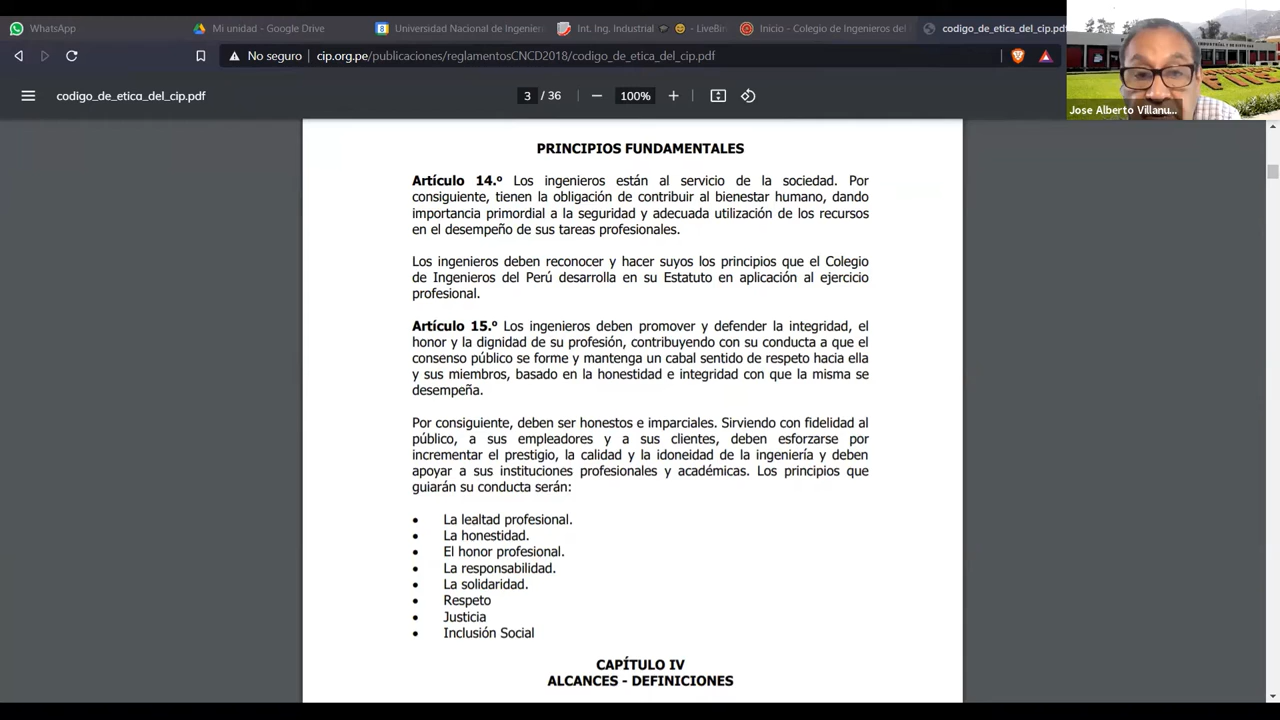 WhatsApp
Mi unidad - Google Drive
Universidad Nacional de Ingenier
Int. Ing. Industrial 🎓 😄 - LiveBin
Inicio - Colegio de Ingenieros del
codigo_de_etica_del_cip.pdf
No seguro
cip.org.pe/publicaciones/reglamentosCNCD2018/codigo_de_etica_del_cip.pdf
codigo_de_etica_del_cip.pdf
3 / 36
100%
Jose Alberto Villanu...
PRINCIPIOS FUNDAMENTALES
Artículo 14.º Los ingenieros están al servicio de la sociedad. Por
consiguiente, tienen la obligación de contribuir al bienestar humano, dando
importancia primordial a la seguridad y adecuada utilización de los recursos
en el desempeño de sus tareas profesionales.
Los ingenieros deben reconocer y hacer suyos los principios que el Colegio
de Ingenieros del Perú desarrolla en su Estatuto en aplicación al ejercicio
profesional.
Artículo 15.º Los ingenieros deben promover y defender la integridad, el
honor y la dignidad de su profesión, contribuyendo con su conducta a que el
consenso público se forme y mantenga un cabal sentido de respeto hacia ella
y sus miembros, basado en la honestidad e integridad con que la misma se
desempeña.
Por consiguiente, deben ser honestos e imparciales. Sirviendo con fidelidad al
público, a sus empleadores y a sus clientes, deben esforzarse por
incrementar el prestigio, la calidad y la idoneidad de la ingeniería y deben
apoyar a sus instituciones profesionales y académicas. Los principios que
guiarán su conducta serán:
• La lealtad profesional.
• La honestidad.
• El honor profesional.
• La responsabilidad.
• La solidaridad.
• Respeto
• Justicia
• Inclusión Social
CAPÍTULO IV
ALCANCES - DEFINICIONES